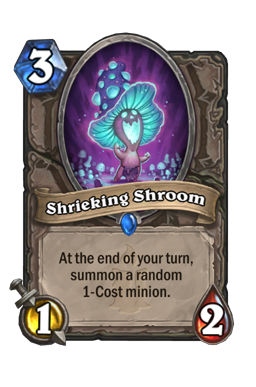 3
Shrieking Shroom
At the end of your turn,
summon a random
1-Cost minion.
1
2